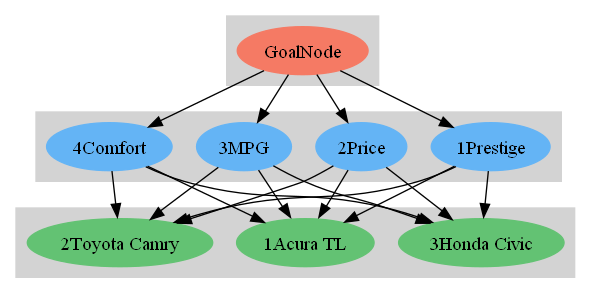 GoalNode
4Comfort
3MPG
2Price
1Prestige
2Toyota Camry
1Acura TL
3Honda Civic